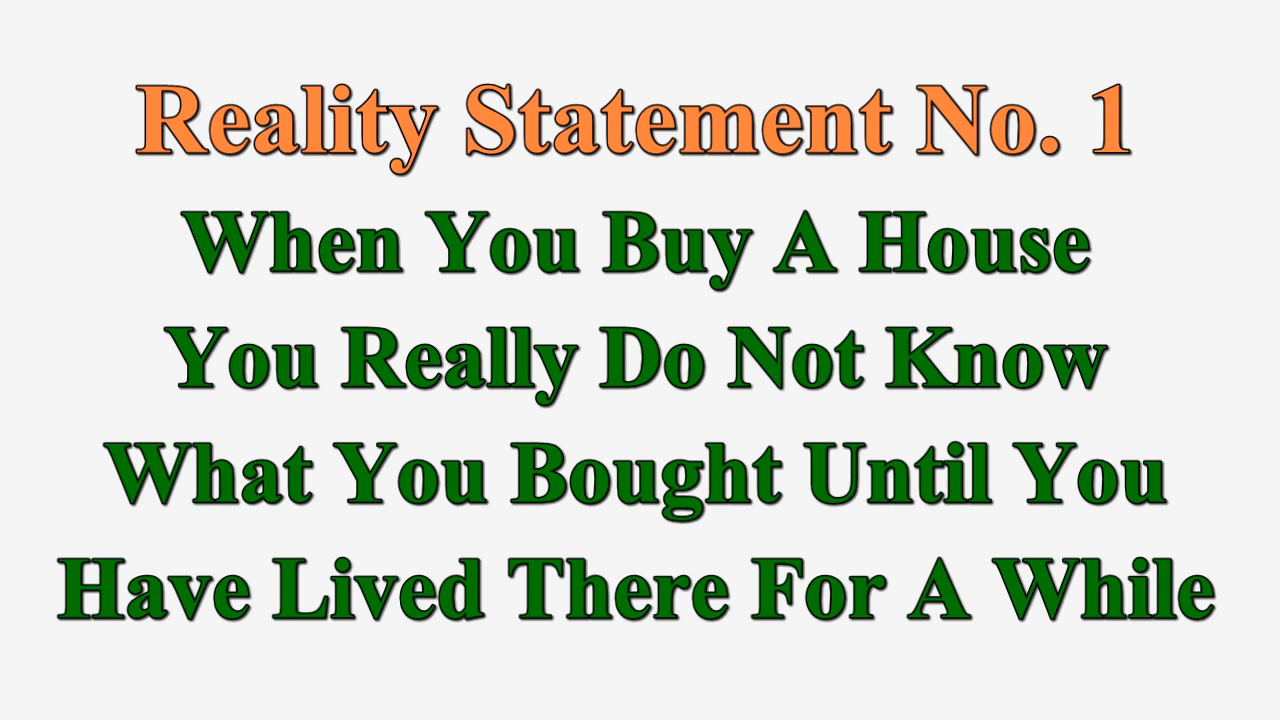 Reality Statement No. 1
When You Buy A House
You Really Do Not Know
What You Bought Until You
Have Lived There For A While